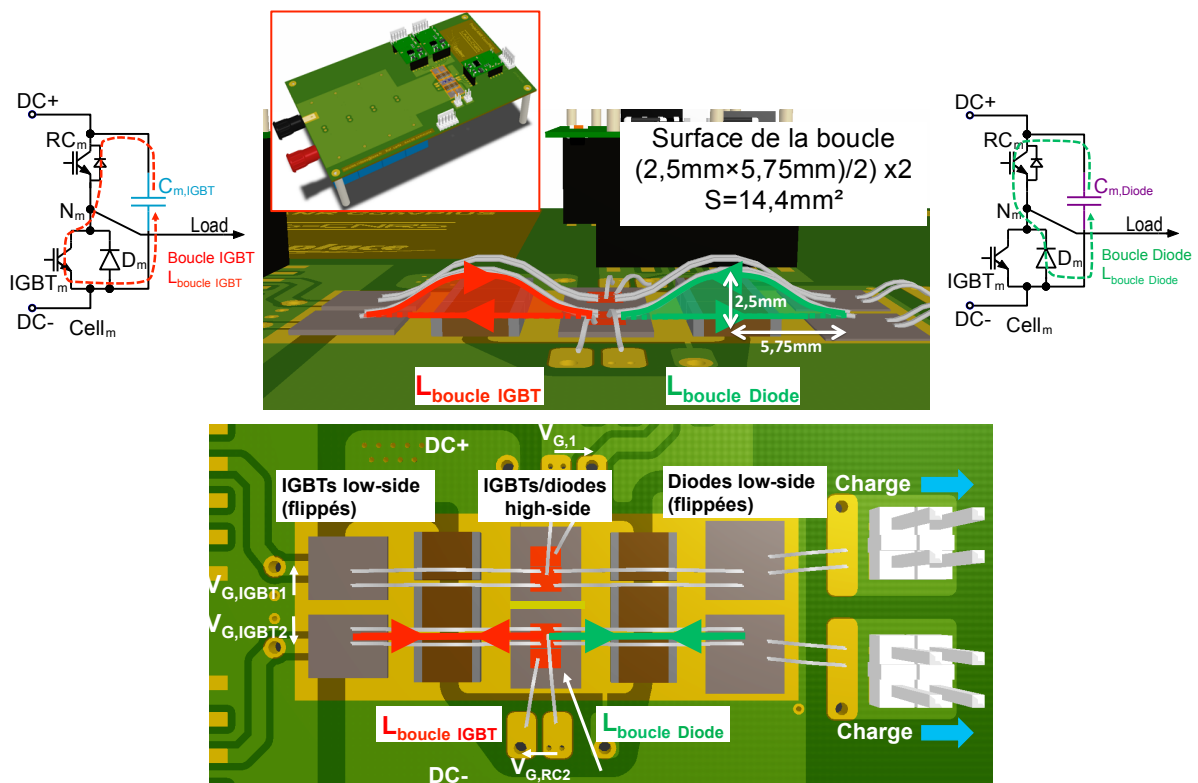 DC+
RCm
Cm,IGBT
Nm
Load
Dm
Boucle IGBT
Lboucle IGBT
IGBTm
DC-
Cellm
Surface de la boucle
(2,5mm×5,75mm)/2) x2
S=14,4mm²
2,5mm
5,75mm
Lboucle IGBT
Lboucle Diode
DC+
RCm
Cm,Diode
Nm
Load
Dm
Boucle Diode
Lboucle Diode
IGBTm
DC-
Cellm
DC+
VG,1
IGBTs low-side
(flippés)
IGBTs/diodes
high-side
Diodes low-side
(flippées)
Charge
VG,IGBT1
VG,IGBT2
Lboucle IGBT
Lboucle Diode
Charge
VG,RC2
DC-